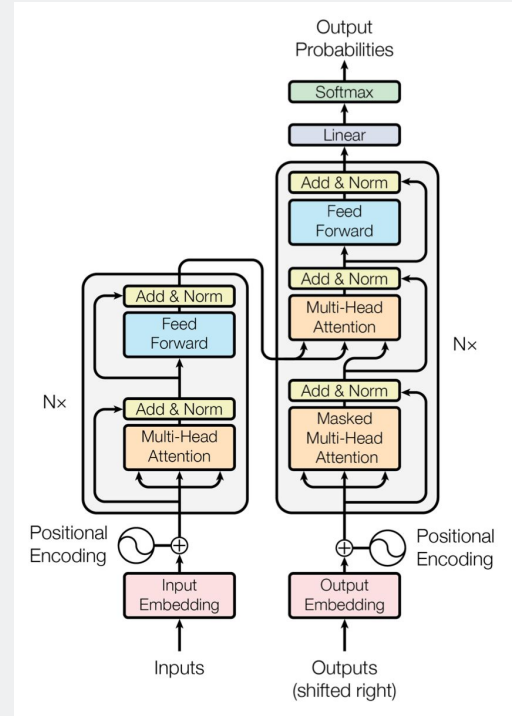 Output
Probabilities
Softmax
Linear
Add & Norm
Feed
Forward
Add & Norm
Multi-Head
Attention
Add & Norm
Masked
Multi-Head
Attention
Nx
Positional
Encoding
Output
Embedding
Outputs
(shifted right)
Add & Norm
Feed
Forward
Add & Norm
Multi-Head
Attention
Nx
Positional
Encoding
Input
Embedding
Inputs